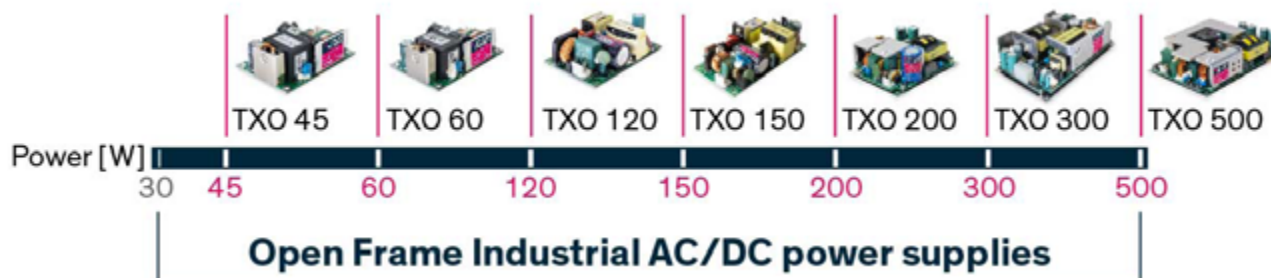 TXO 45 TXO 60 TXO 120 TXO 150 TXO 200 TXO 300 TXO 500
Power [W]
30 45 60 120 150 200 300 500
Open Frame Industrial AC/DC power supplies